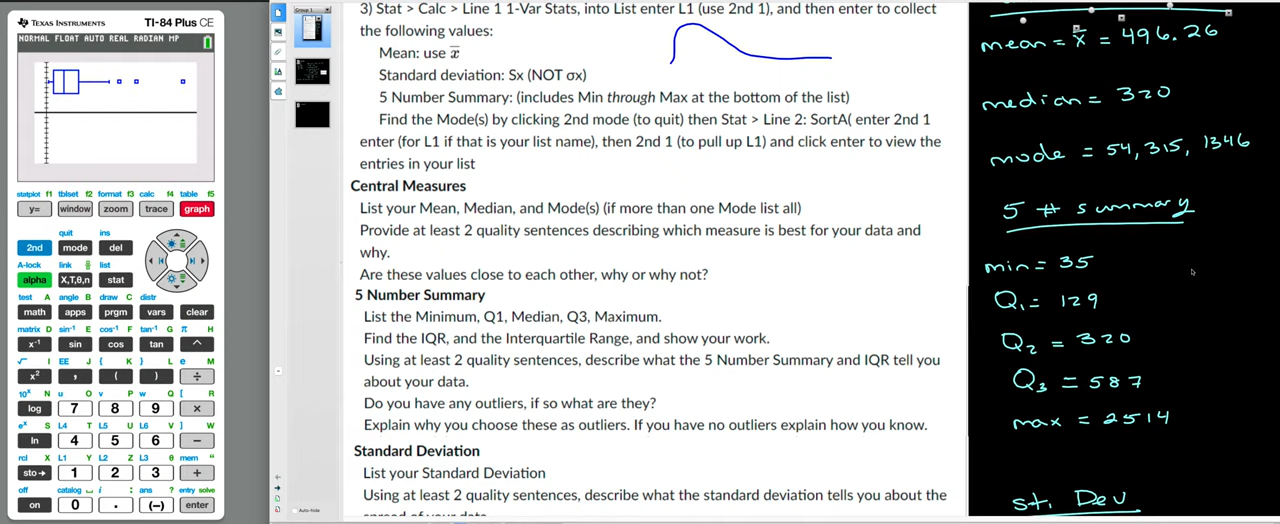 TEXAS INSTRUMENTS TI-84 Plus CE
NORMAL FLOAT AUTO REAL RADIAN MP
statplot f1 tblset f2 format f3 calc f4 table f5
y= window zoom trace graph
quit ins
2nd mode del
A-lock link list
alpha X,T,θ,n stat
test A angle B draw C distr
math apps prgm vars clear
matrix D sin⁻¹ E cos⁻¹ F tan⁻¹ G π H
x⁻¹ sin cos tan ^
√ I EE J { K } L e M
x² , ( ) ÷
10ˣ N u O v P w Q [ R
log 7 8 9 ×
eˣ S L4 T L5 U L6 V ] W
ln 4 5 6 −
rcl X L1 Y L2 Z L3 θ mem "
sto→ 1 2 3 +
off catalog ⎵ i : ans ? entry solve
on 0 . (−) enter
Group 1
Auto-hide
3) Stat > Calc > Line 1 1-Var Stats, into List enter L1 (use 2nd 1), and then enter to collect
the following values:
Mean: use x̄
Standard deviation: Sx (NOT σx)
5 Number Summary: (includes Min through Max at the bottom of the list)
Find the Mode(s) by clicking 2nd mode (to quit) then Stat > Line 2: SortA( enter 2nd 1
enter (for L1 if that is your list name), then 2nd 1 (to pull up L1) and click enter to view the
entries in your list
Central Measures
List your Mean, Median, and Mode(s) (if more than one Mode list all)
Provide at least 2 quality sentences describing which measure is best for your data and
why.
Are these values close to each other, why or why not?
5 Number Summary
List the Minimum, Q1, Median, Q3, Maximum.
Find the IQR, and the Interquartile Range, and show your work.
Using at least 2 quality sentences, describe what the 5 Number Summary and IQR tell you
about your data.
Do you have any outliers, if so what are they?
Explain why you choose these as outliers. If you have no outliers explain how you know.
Standard Deviation
List your Standard Deviation
Using at least 2 quality sentences, describe what the standard deviation tells you about the
spread of your data
mean = x̄ = 496.26
median = 320
mode = 54, 315, 1346
5 # summary
min = 35
Q₁ = 129
Q₂ = 320
Q₃ = 587
max = 2514
st. Dev